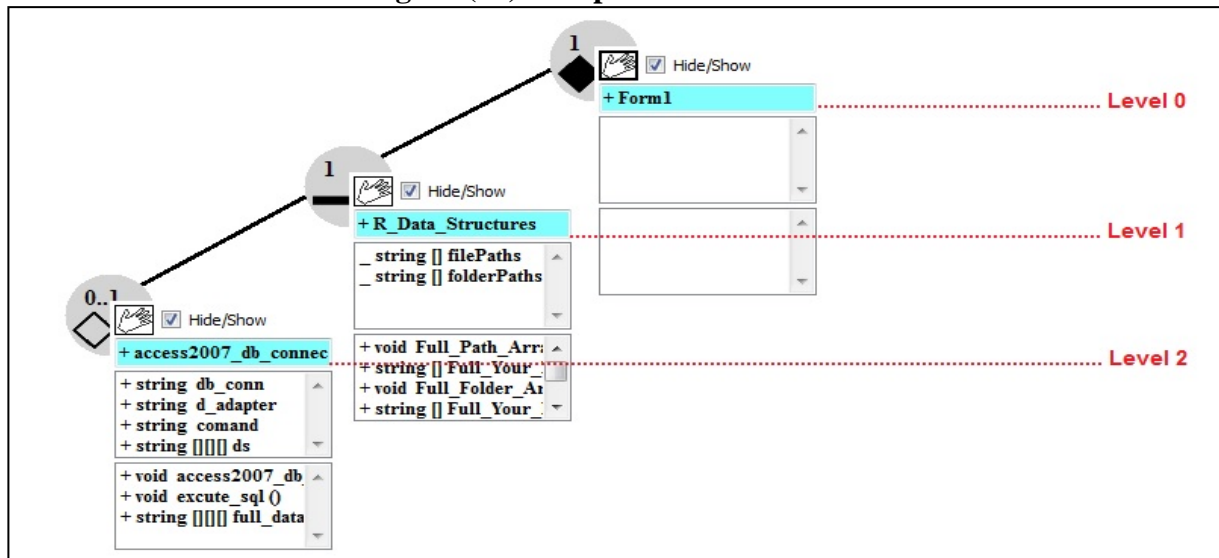 1
Hide/Show
+ Form1
Level 0
1
Hide/Show
+ R_Data_Structures
Level 1
_ string [] filePaths
_ string [] folderPaths
+ void Full_Path_Arr
+ string [] Full_Your_
+ void Full_Folder_Ar
+ string [] Full_Your_
0..1
Hide/Show
+ access2007_db_connec
Level 2
+ string db_conn
+ string d_adapter
+ string comand
+ string [][][] ds
+ void access2007_db
+ void excute_sql ()
+ string [][][] full_data